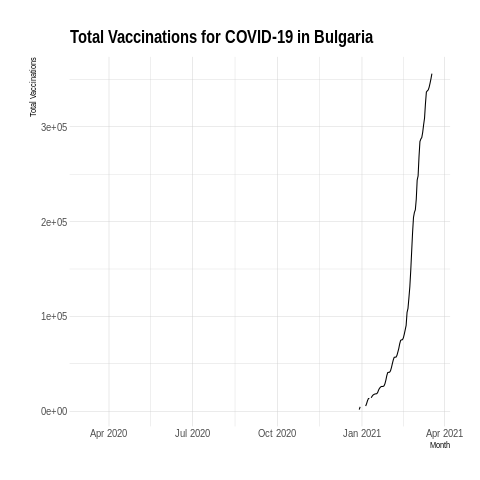 Total Vaccinations for COVID-19 in Bulgaria
Total Vaccinations
3e+05
2e+05
1e+05
0e+00
Apr 2020 Jul 2020 Oct 2020 Jan 2021 Apr 2021
Month